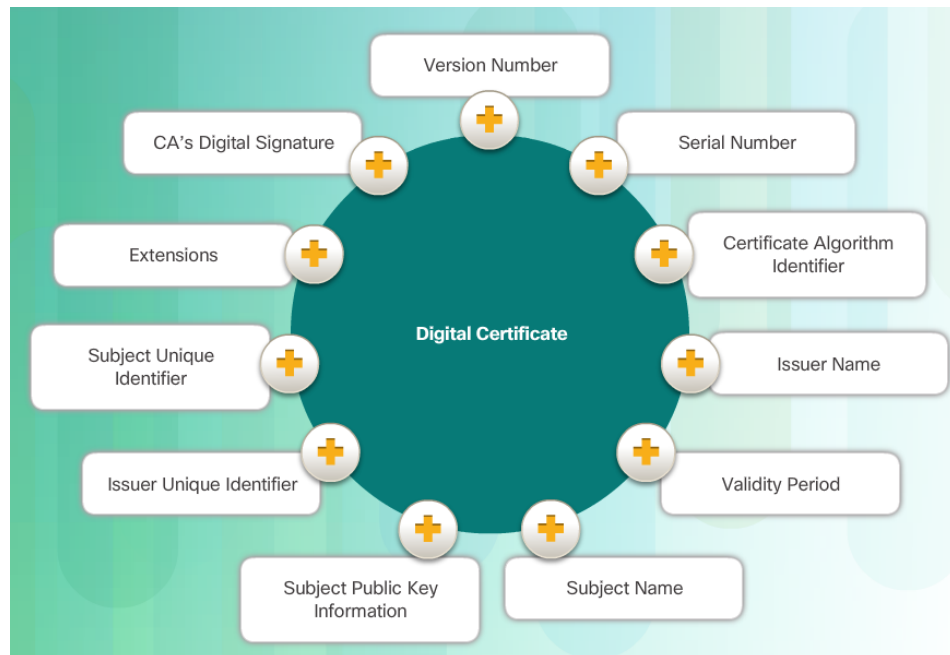 Version Number
CA's Digital Signature
Serial Number
Extensions
Certificate Algorithm
Identifier
Digital Certificate
Subject Unique
Identifier
Issuer Name
Issuer Unique Identifier
Validity Period
Subject Public Key
Information
Subject Name